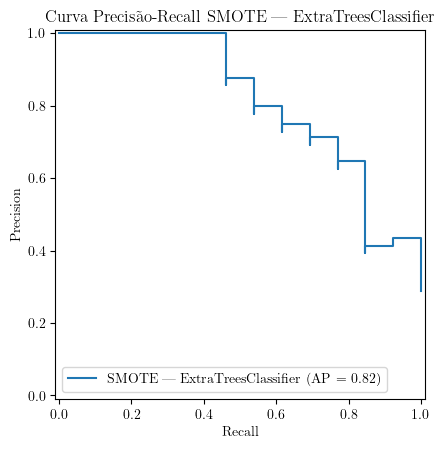 Curva Precisão-Recall SMOTE — ExtraTreesClassifier
1.0
0.8
0.6
0.4
0.2
0.0
Precision
SMOTE — ExtraTreesClassifier (AP = 0.82)
0.0 0.2 0.4 0.6 0.8 1.0
Recall